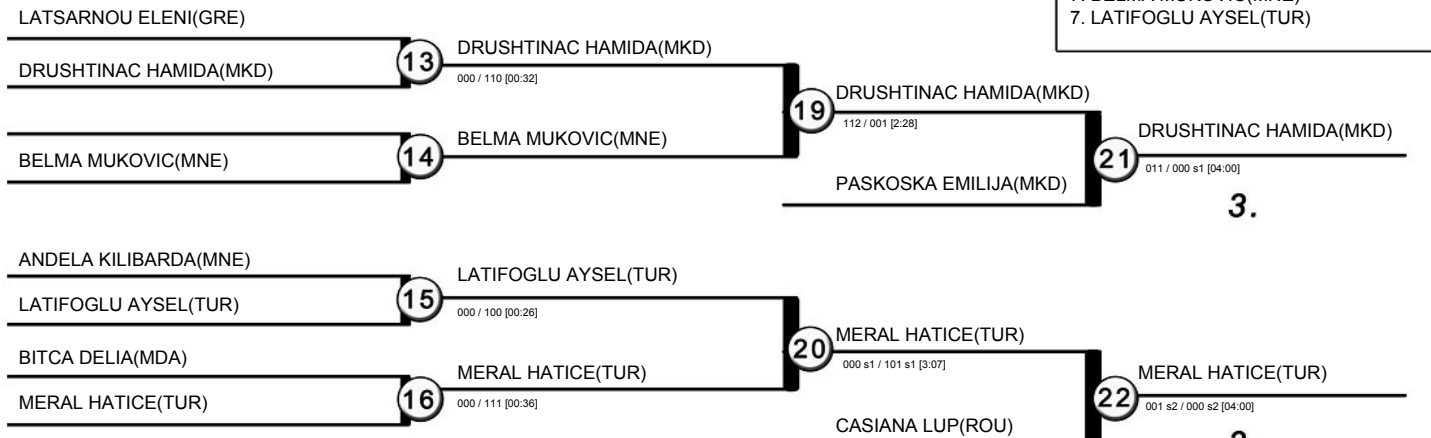 7. LATIFOGLU AYSEL(TUR)
LATSARNOU ELENI(GRE)
DRUSHTINAC HAMIDA(MKD)
13
DRUSHTINAC HAMIDA(MKD)
000 / 110 [00:32]
BELMA MUKOVIC(MNE)
14
BELMA MUKOVIC(MNE)
19
DRUSHTINAC HAMIDA(MKD)
112 / 001 [2:28]
PASKOSKA EMILIJA(MKD)
21
DRUSHTINAC HAMIDA(MKD)
011 / 000 s1 [04:00]
3.
ANDELA KILIBARDA(MNE)
LATIFOGLU AYSEL(TUR)
15
LATIFOGLU AYSEL(TUR)
000 / 100 [00:26]
BITCA DELIA(MDA)
MERAL HATICE(TUR)
16
MERAL HATICE(TUR)
000 / 111 [00:36]
20
MERAL HATICE(TUR)
000 s1 / 101 s1 [3:07]
CASIANA LUP(ROU)
22
MERAL HATICE(TUR)
001 s2 / 000 s2 [04:00]